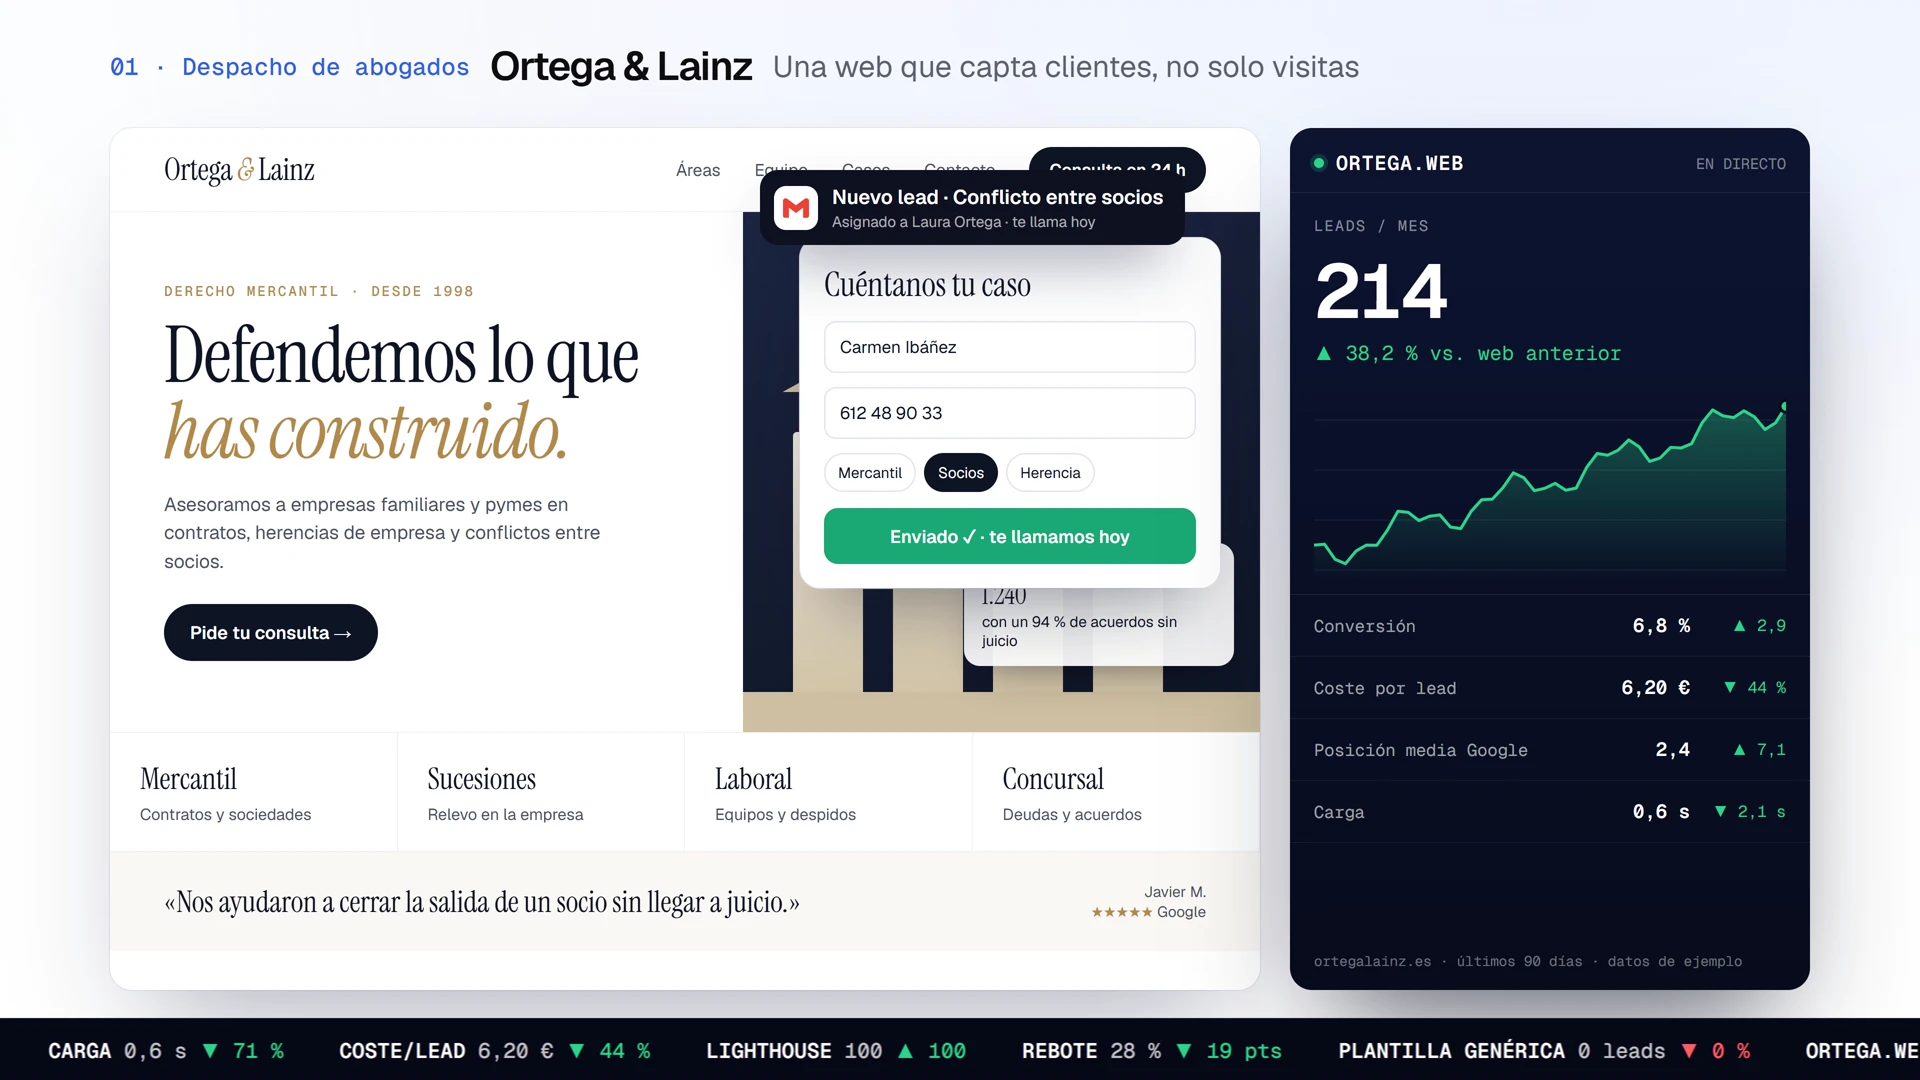 01 · Despacho de abogados Ortega & Lainz Una web que capta clientes, no solo visitas
Ortega & Lainz
Áreas Equipo Casos Contacto Consulta en 24 h
Nuevo lead · Conflicto entre socios
Asignado a Laura Ortega · te llama hoy
DERECHO MERCANTIL · DESDE 1998
Defendemos lo que
has construido.
Asesoramos a empresas familiares y pymes en
contratos, herencias de empresa y conflictos entre
socios.
Pide tu consulta →
Cuéntanos tu caso
Carmen Ibáñez
612 48 90 33
Mercantil Socios Herencia
Enviado ✓ · te llamamos hoy
1.240
con un 94 % de acuerdos sin
juicio
Mercantil
Contratos y sociedades
Sucesiones
Relevo en la empresa
Laboral
Equipos y despidos
Concursal
Deudas y acuerdos
«Nos ayudaron a cerrar la salida de un socio sin llegar a juicio.»
Javier M.
★★★★★ Google
ORTEGA.WEB EN DIRECTO
LEADS / MES
214
▲ 38,2 % vs. web anterior
Conversión 6,8 % ▲ 2,9
Coste por lead 6,20 € ▼ 44 %
Posición media Google 2,4 ▲ 7,1
Carga 0,6 s ▼ 2,1 s
ortegalainz.es · últimos 90 días · datos de ejemplo
CARGA 0,6 s ▼ 71 % COSTE/LEAD 6,20 € ▼ 44 % LIGHTHOUSE 100 ▲ 100 REBOTE 28 % ▼ 19 pts PLANTILLA GENÉRICA 0 leads ▼ 0 % ORTEGA.WE